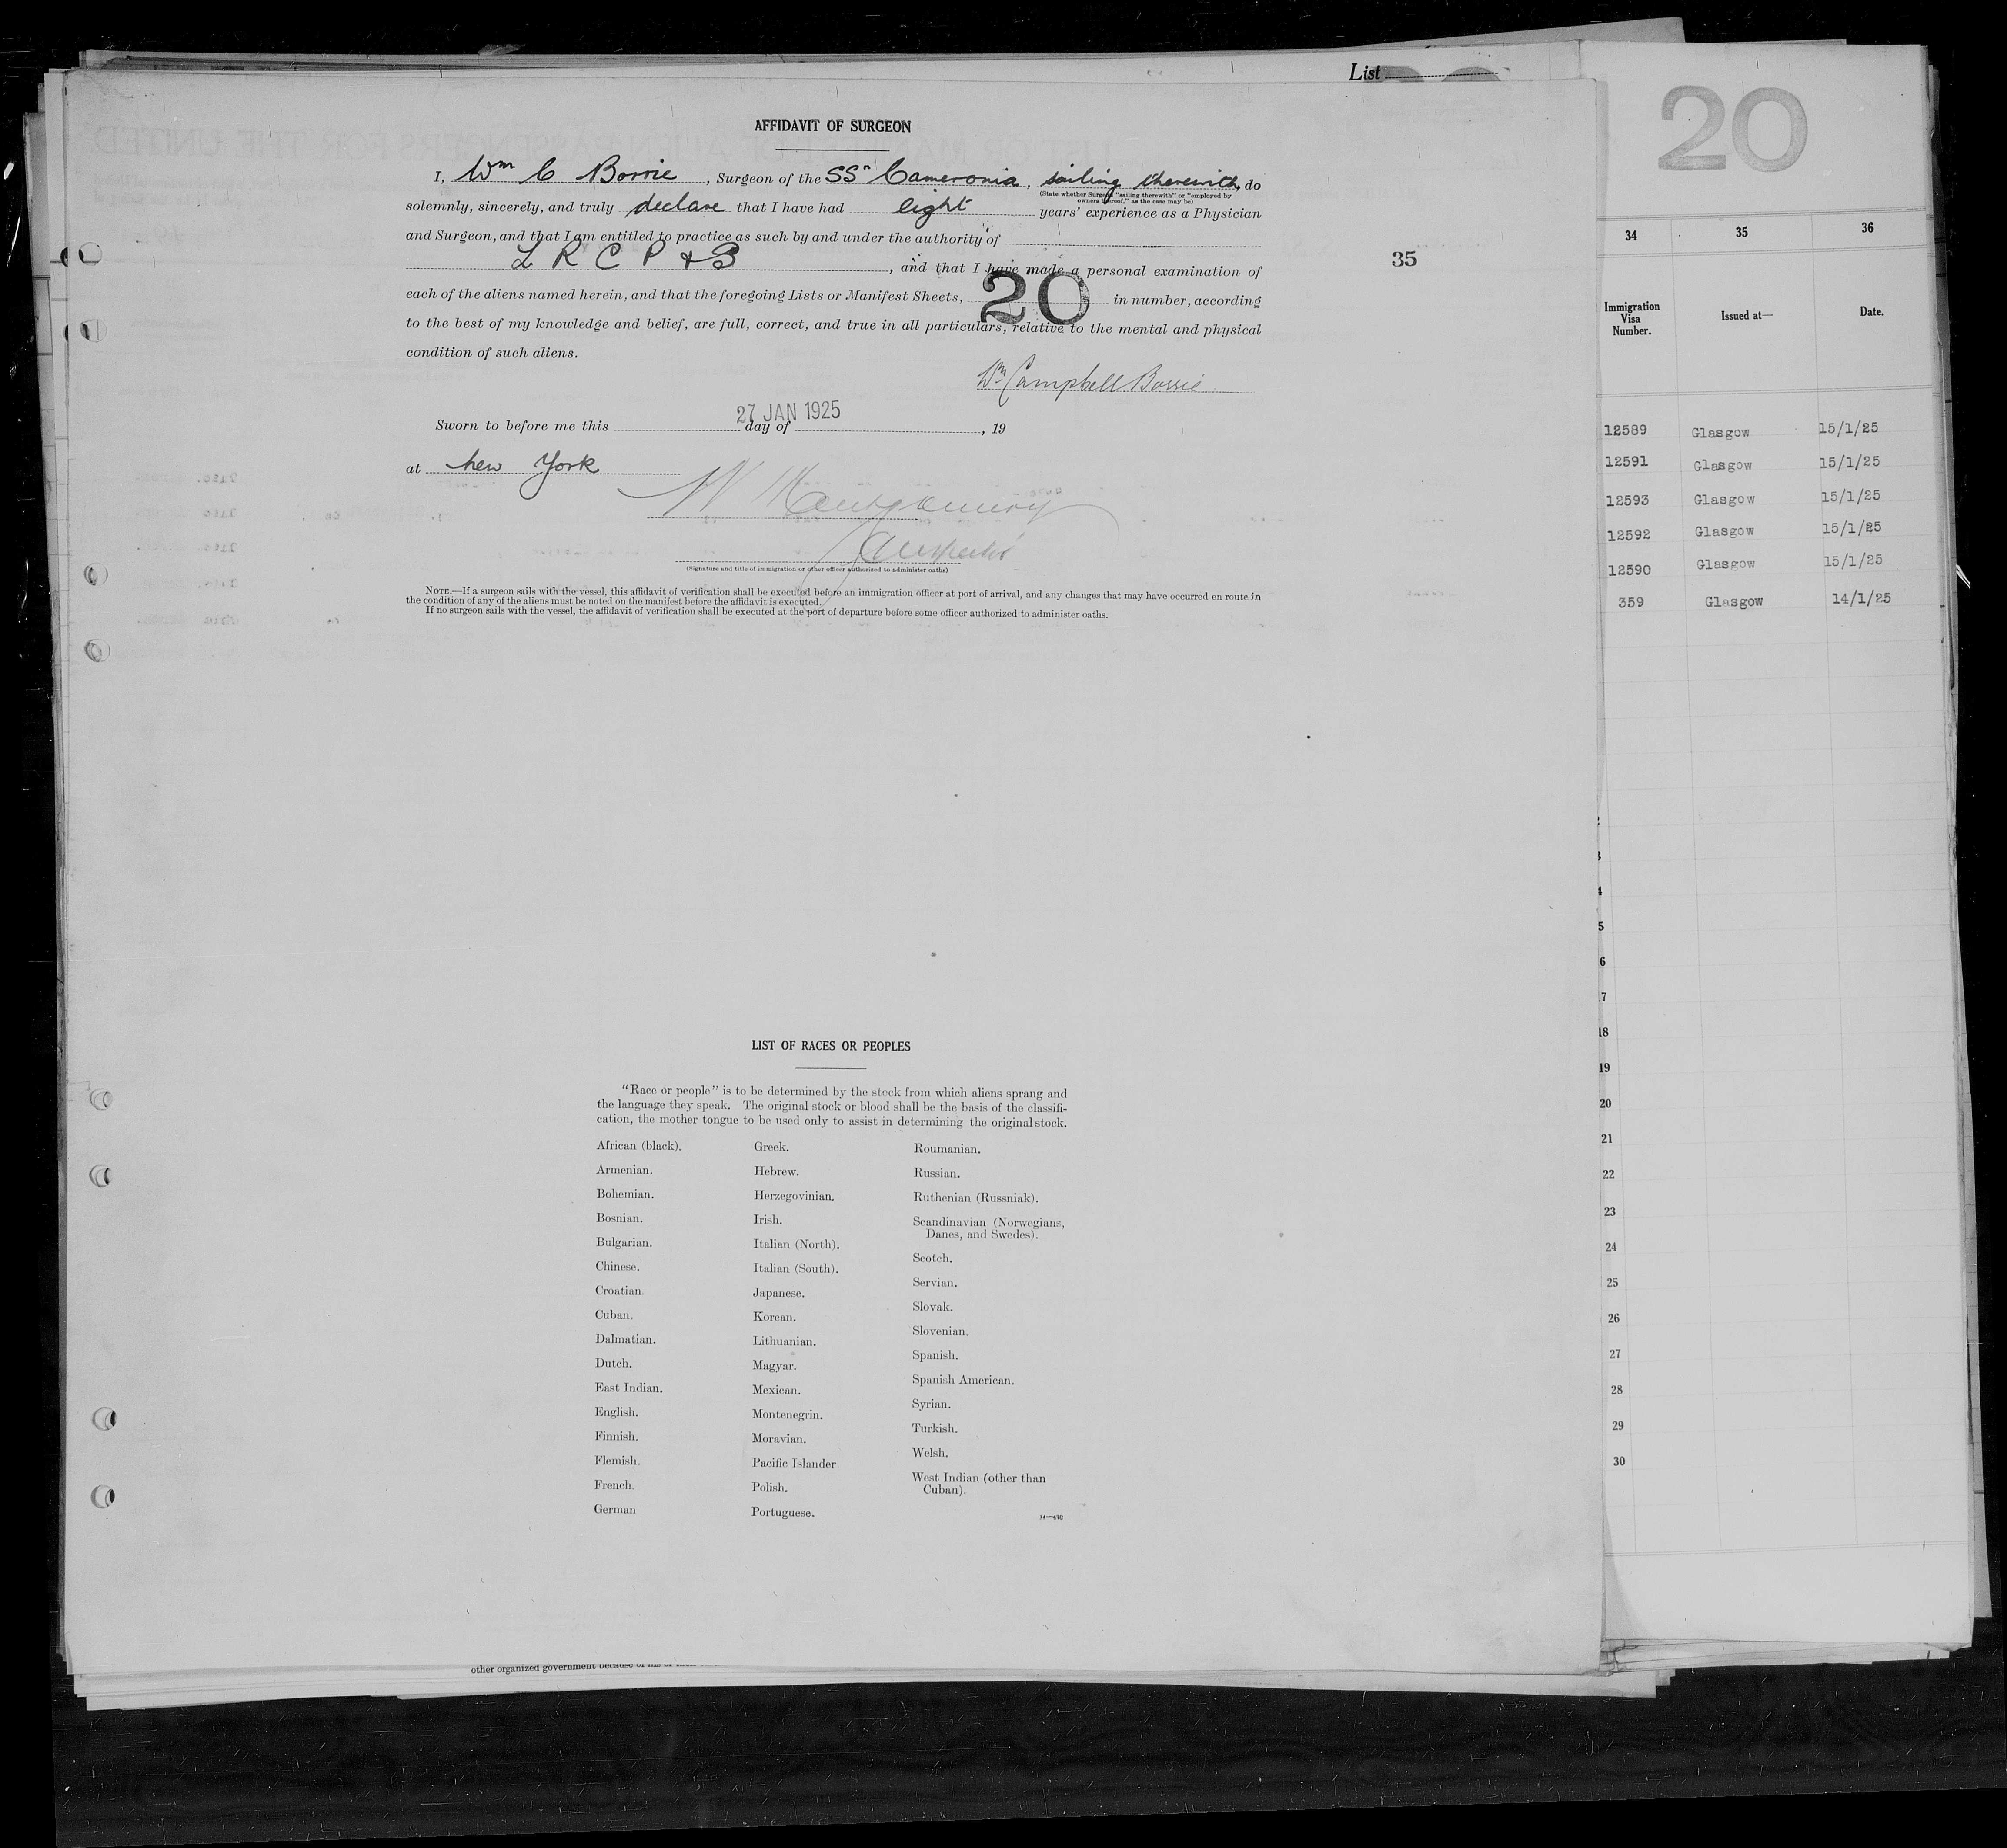 List
AFFIDAVIT OF SURGEON
I, Wm C Borrie, Surgeon of the SSr Cameronia, sailing therewith, do
(State whether Surgeon "sailing therewith" or "employed by
owners thereof," as the case may be)
solemnly, sincerely, and truly declare that I have had eight years' experience as a Physician
and Surgeon, and that I am entitled to practice as such by and under the authority of
L R C P & S, and that I have made a personal examination of
each of the aliens named herein, and that the foregoing Lists or Manifest Sheets, 20 in number, according
to the best of my knowledge and belief, are full, correct, and true in all particulars, relative to the mental and physical
condition of such aliens.
Wm Campbell Borrie
27 JAN 1925
Sworn to before me this day of , 19
at New York
W Montgomery
Inspector
(Signature and title of immigration or other officer authorized to administer oaths)
NOTE.—If a surgeon sails with the vessel, this affidavit of verification shall be executed before an immigration officer at port of arrival, and any changes that may have occurred en route in
the condition of any of the aliens must be noted on the manifest before the affidavit is executed.
If no surgeon sails with the vessel, the affidavit of verification shall be executed at the port of departure before some officer authorized to administer oaths.
35
LIST OF RACES OR PEOPLES
"Race or people" is to be determined by the stock from which aliens sprang and
the language they speak. The original stock or blood shall be the basis of the classifi-
cation, the mother tongue to be used only to assist in determining the original stock.
African (black).
Armenian.
Bohemian.
Bosnian.
Bulgarian.
Chinese.
Croatian
Cuban.
Dalmatian.
Dutch.
East Indian.
English.
Finnish.
Flemish.
French.
German
Greek.
Hebrew.
Herzegovinian.
Irish.
Italian (North).
Italian (South).
Japanese.
Korean.
Lithuanian.
Magyar.
Mexican.
Montenegrin.
Moravian.
Pacific Islander
Polish.
Portuguese.
Roumanian.
Russian.
Ruthenian (Russniak).
Scandinavian (Norwegians,
Danes, and Swedes).
Scotch.
Servian.
Slovak.
Slovenian.
Spanish.
Spanish American.
Syrian.
Turkish.
Welsh.
West Indian (other than
Cuban).
other organized government because of his or
20
34 35 36
Immigration
Visa
Number.
Issued at—
Date.
12589 Glasgow 15/1/25
12591 Glasgow 15/1/25
12593 Glasgow 15/1/25
12592 Glasgow 15/1/25
12590 Glasgow 15/1/25
359 Glasgow 14/1/25
5
6
7
18
19
20
21
22
23
24
25
26
27
28
29
30